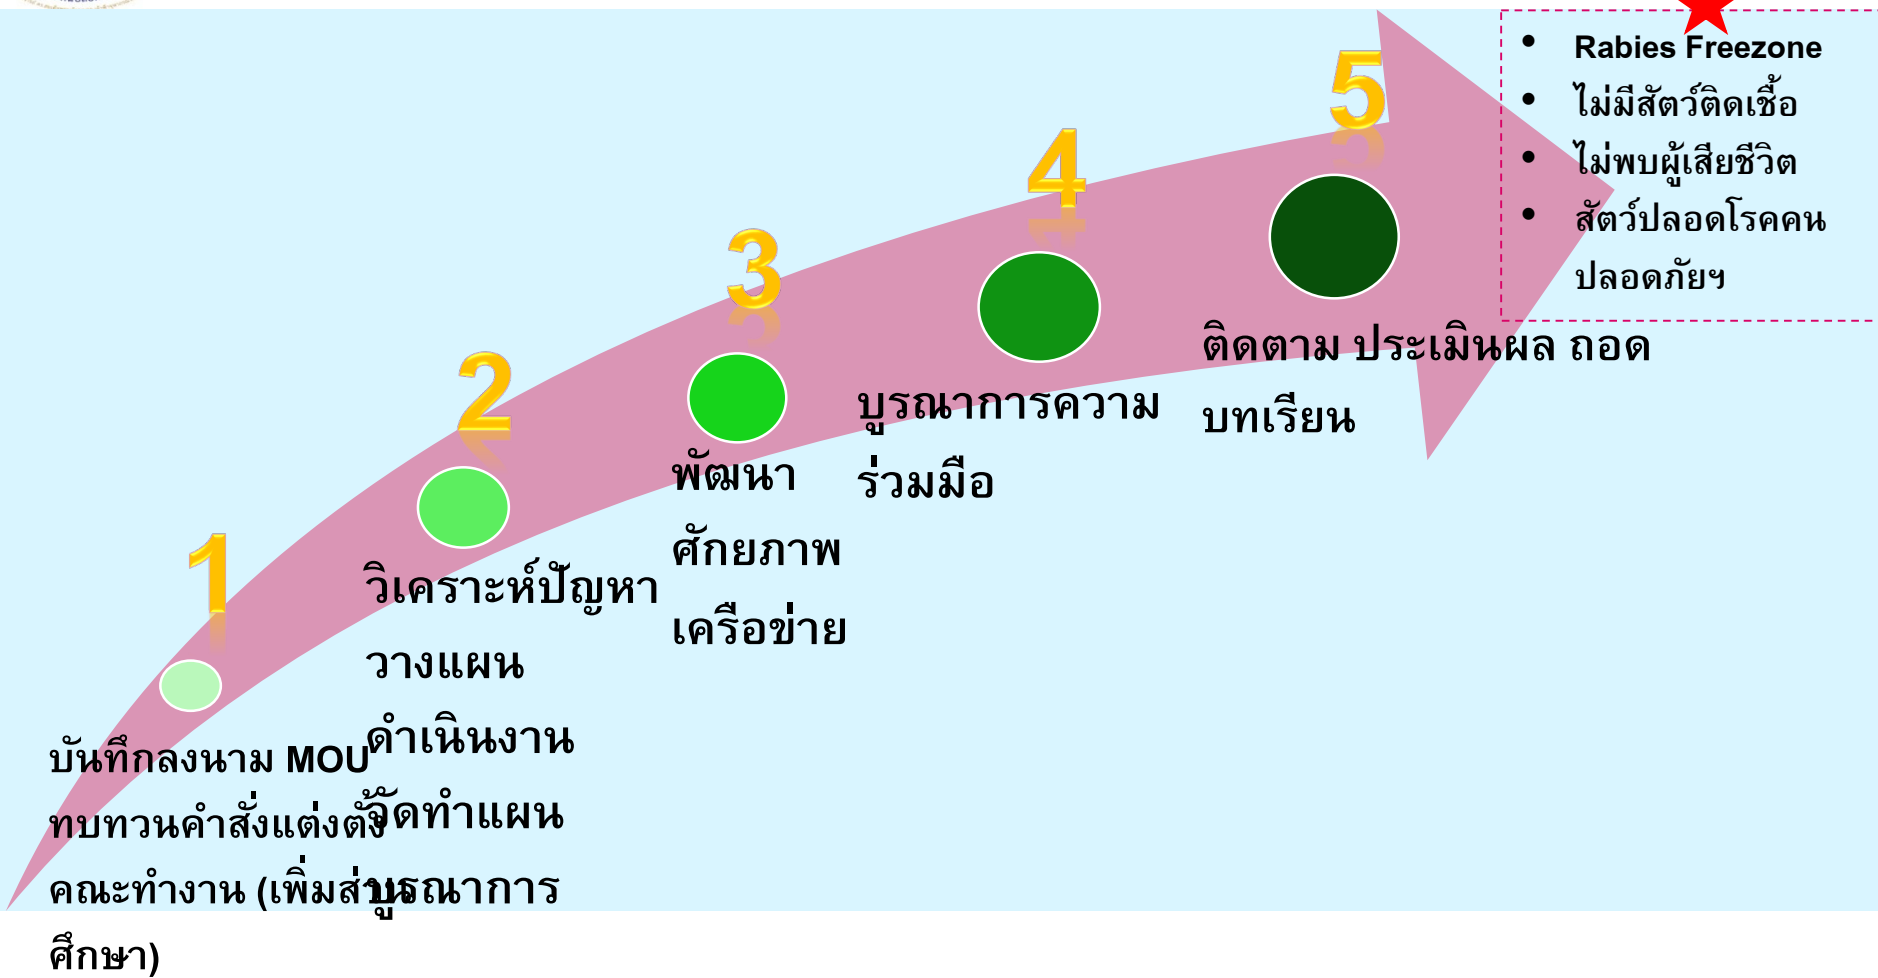 1
บันทึกลงนาม MOU
ทบทวนคำสั่งแต่งตั้ง
คณะทำงาน (เพิ่มส่วน
ศึกษา)
2
วิเคราะห์ปัญหา
วางแผน
ดำเนินงาน
จัดทำแผน
บูรณาการ
3
พัฒนา
ศักยภาพ
เครือข่าย
4
บูรณาการความ
ร่วมมือ
5
ติดตาม ประเมินผล ถอด
บทเรียน
• Rabies Freezone
• ไม่มีสัตว์ติดเชื้อ
• ไม่พบผู้เสียชีวิต
• สัตว์ปลอดโรคคน
ปลอดภัยฯ